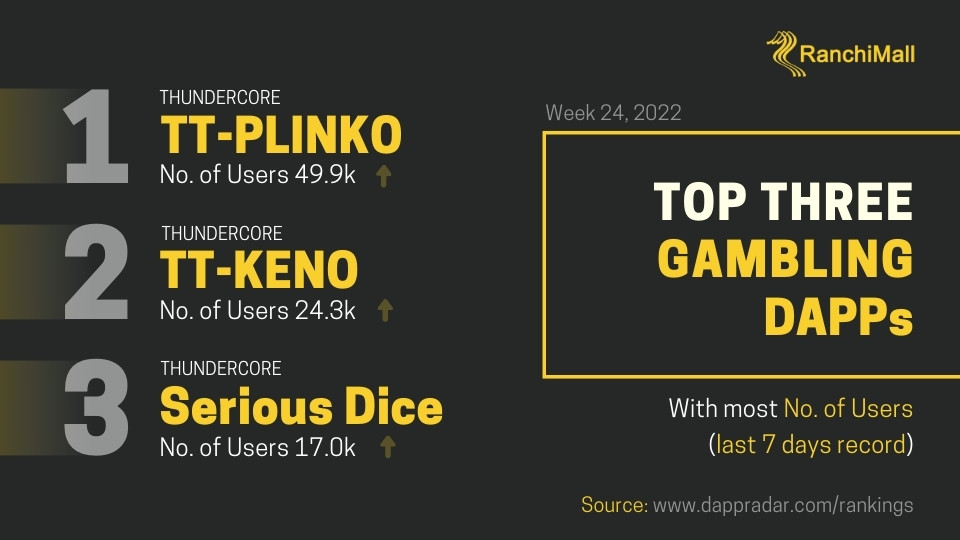 RanchiMall
Week 24, 2022
TOP THREE
GAMBLING
DAPPs
With most No. of Users
(last 7 days record)
1
THUNDERCORE
TT-PLINKO
No. of Users 49.9k
2
THUNDERCORE
TT-KENO
No. of Users 24.3k
3
THUNDERCORE
Serious Dice
No. of Users 17.0k
Source: www.dappradar.com/rankings